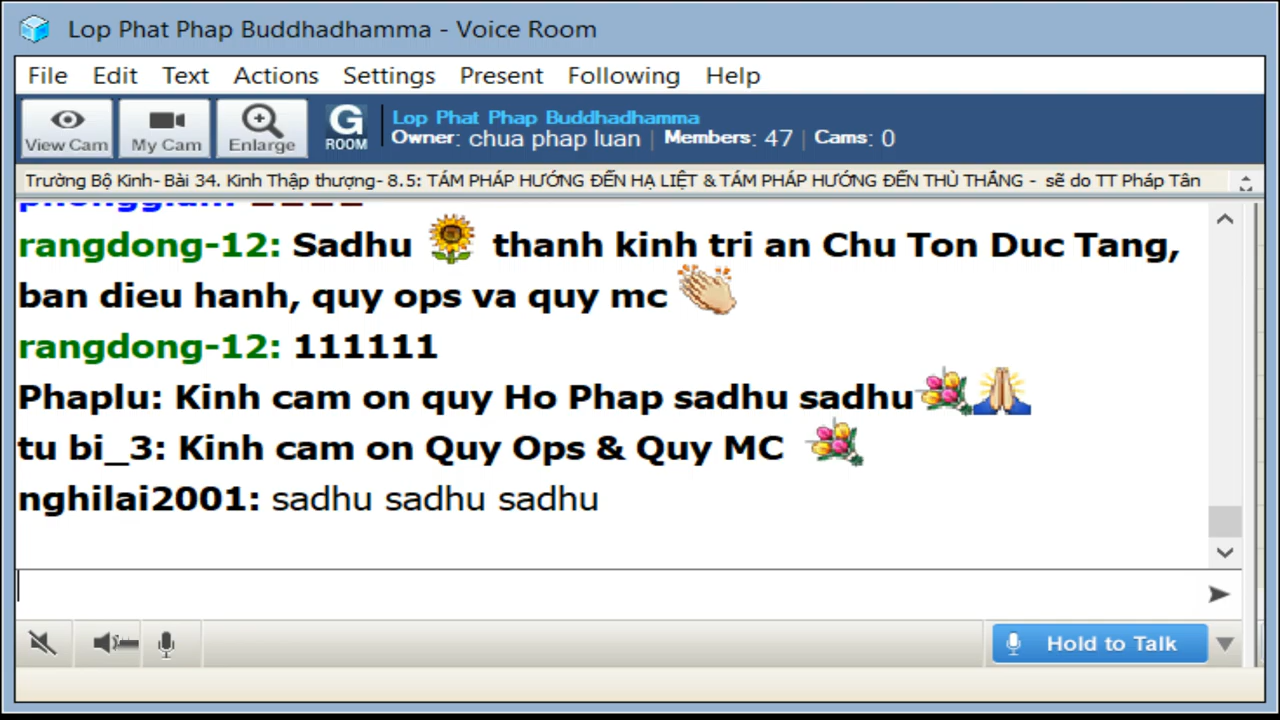 Lop Phat Phap Buddhadhamma - Voice Room
File Edit Text Actions Settings Present Following Help
View Cam My Cam Enlarge G ROOM
Lop Phat Phap Buddhadhamma
Owner: chua phap luan | Members: 47 | Cams: 0
Trường Bộ Kinh- Bài 34. Kinh Thập thượng- 8.5: TÁM PHÁP HƯỚNG ĐẾN HẠ LIỆT & TÁM PHÁP HƯỚNG ĐẾN THÙ THẮNG - sẽ do TT Pháp Tân
rangdong-12: Sadhu thanh kinh tri an Chu Ton Duc Tang,
ban dieu hanh, quy ops va quy mc
rangdong-12: 111111
Phaplu: Kinh cam on quy Ho Phap sadhu sadhu
tu bi_3: Kinh cam on Quy Ops & Quy MC
nghilai2001: sadhu sadhu sadhu
Hold to Talk